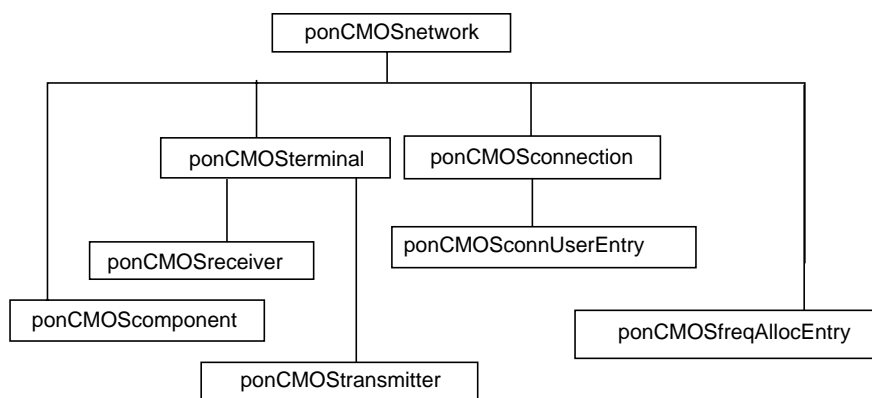 ponCMOSnetwork
ponCMOSterminal
ponCMOSconnection
ponCMOSconnUserEntry
ponCMOSreceiver
ponCMOScomponent
ponCMOSfreqAllocEntry
ponCMOStransmitter